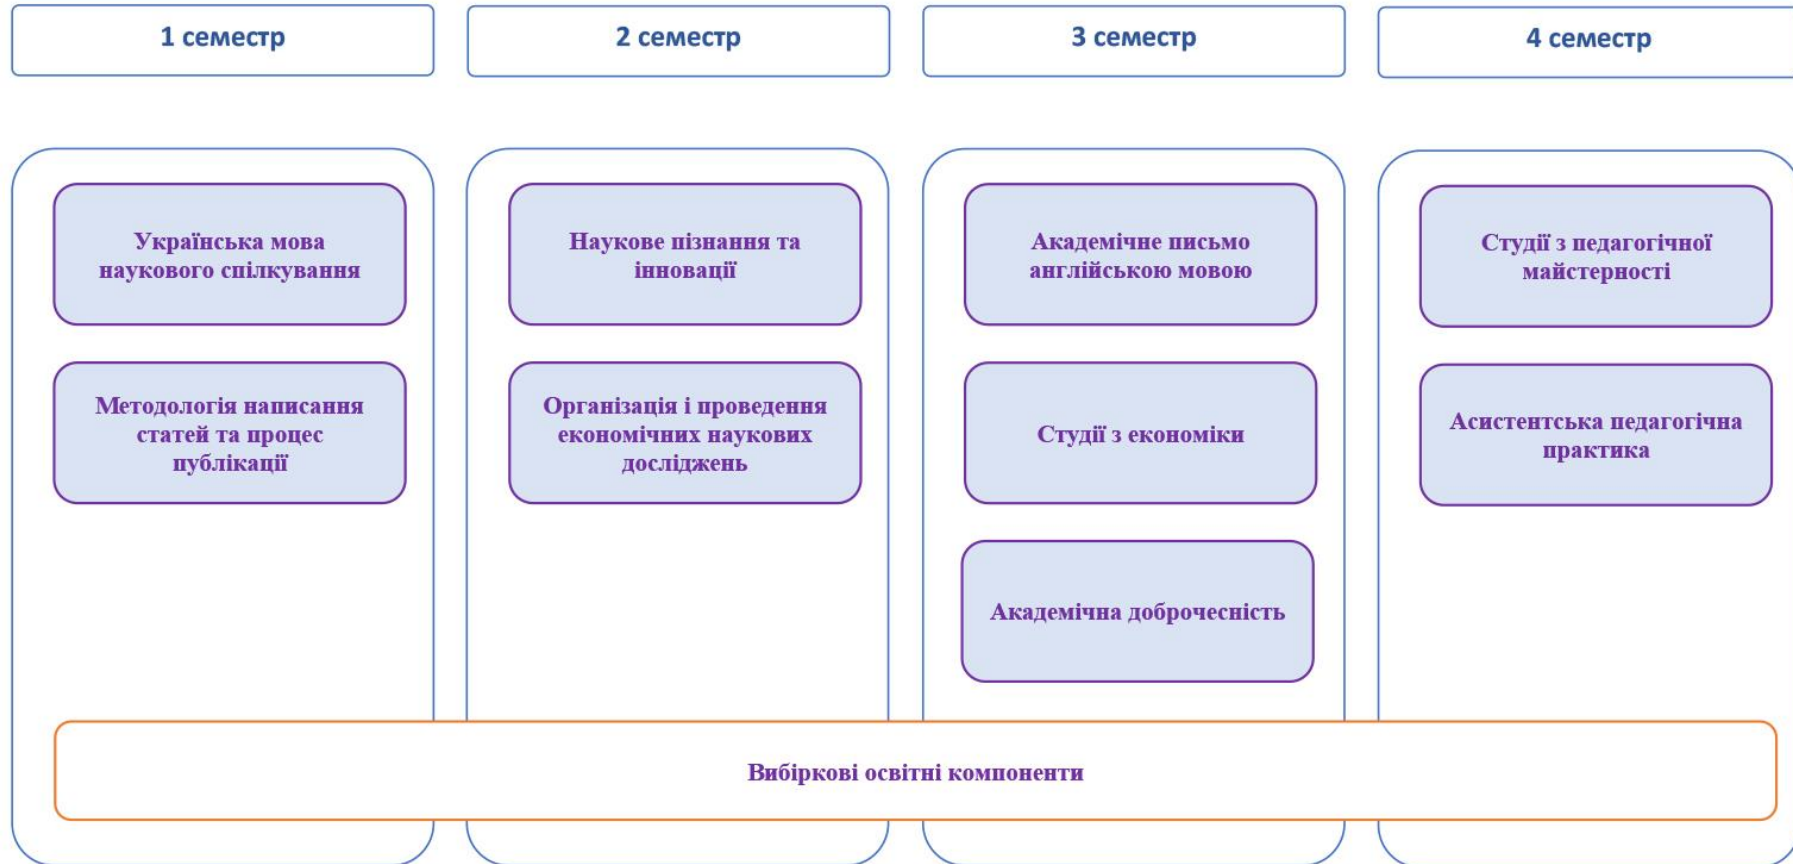 1 семестр
2 семестр
3 семестр
4 семестр
Українська мова
наукового спілкування
Методологія написання
статей та процес
публікації
Наукове пізнання та
інновації
Організація і проведення
економічних наукових
досліджень
Академічне письмо
англійською мовою
Студії з економіки
Академічна доброчесність
Студії з педагогічної
майстерності
Асистентська педагогічна
практика
Вибіркові освітні компоненти